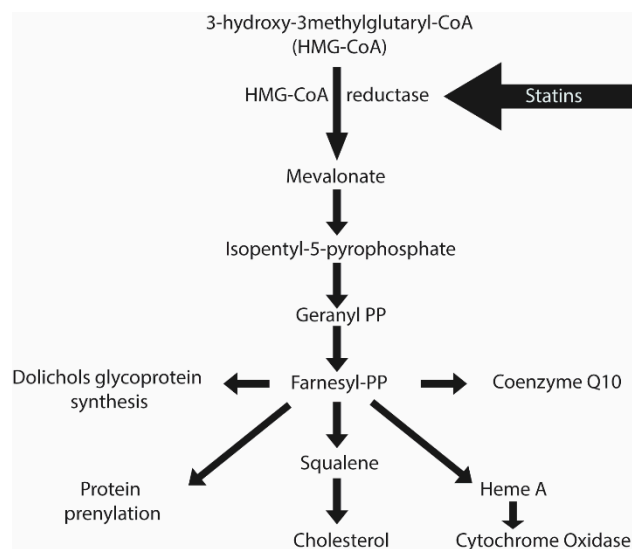 3-hydroxy-3methylglutaryl-CoA
(HMG-CoA)
HMG-CoA reductase
Statins
Mevalonate
Isopentyl-5-pyrophosphate
Geranyl PP
Dolichols glycoprotein
synthesis
Farnesyl-PP
Coenzyme Q10
Squalene
Protein
prenylation
Heme A
Cholesterol
Cytochrome Oxidase